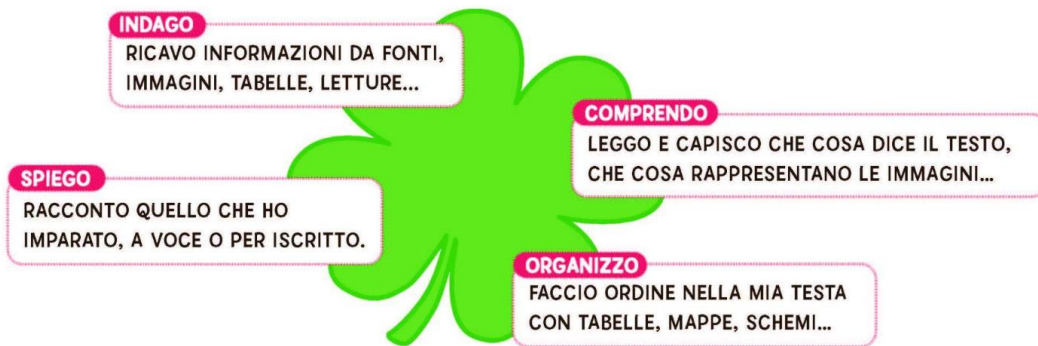 INDAGO
RICAVO INFORMAZIONI DA FONTI,
IMMAGINI, TABELLE, LETTURE...
COMPRENDO
LEGGO E CAPISCO CHE COSA DICE IL TESTO,
CHE COSA RAPPRESENTANO LE IMMAGINI...
SPIEGO
RACCONTO QUELLO CHE HO
IMPARATO, A VOCE O PER ISCRITTO.
ORGANIZZO
FACCIO ORDINE NELLA MIA TESTA
CON TABELLE, MAPPE, SCHEMI...